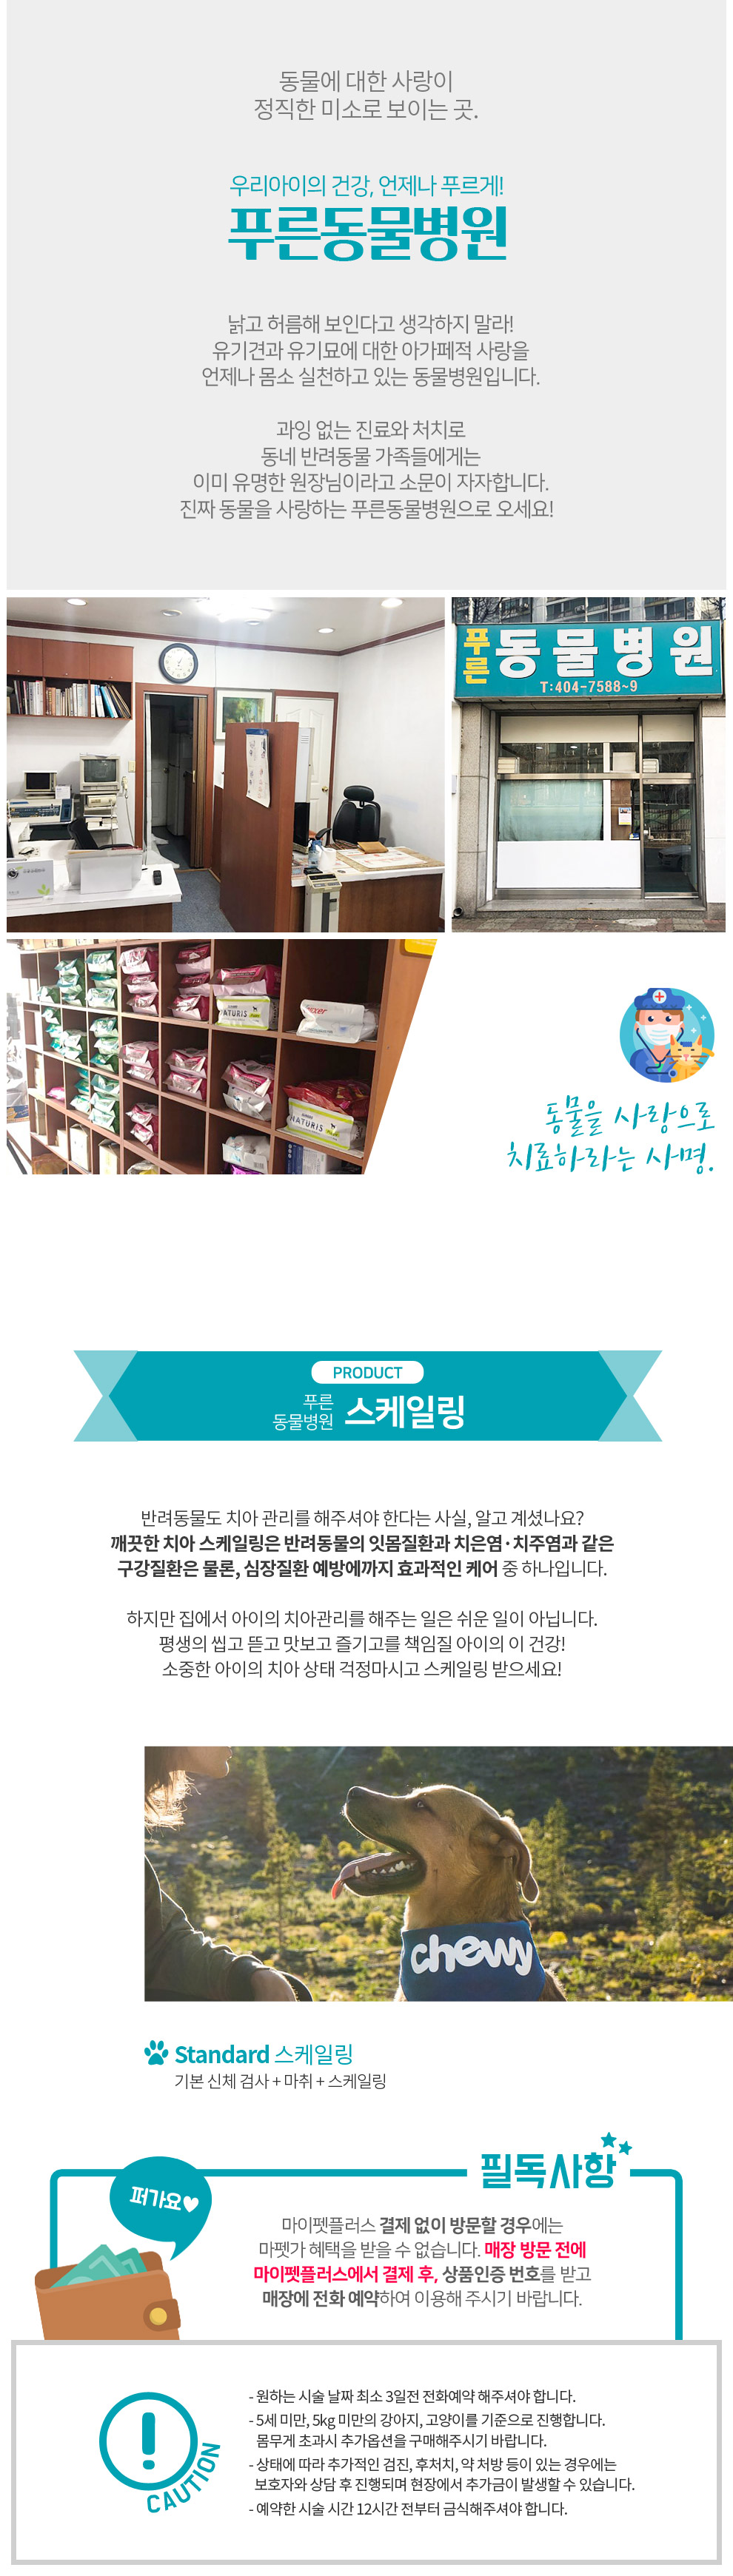 동물에 대한 사랑이
정직한 미소로 보이는 곳.
우리아이의 건강, 언제나 푸르게!
푸른동물병원
낡고 허름해 보인다고 생각하지 말라!
유기견과 유기묘에 대한 아가페적 사랑을
언제나 몸소 실천하고 있는 동물병원입니다.
과잉 없는 진료와 처치로
동네 반려동물 가족들에게는
이미 유명한 원장님이라고 소문이 자자합니다.
진짜 동물을 사랑하는 푸른동물병원으로 오세요!
푸른 동물병원
T:404-7588~9
NATURIS
NATURIS
동물을 사랑으로
치료하라는 사명.
PRODUCT
푸른
동물병원 스케일링
반려동물도 치아 관리를 해주셔야 한다는 사실, 알고 계셨나요?
깨끗한 치아 스케일링은 반려동물의 잇몸질환과 치은염·치주염과 같은
구강질환은 물론, 심장질환 예방에까지 효과적인 케어 중 하나입니다.
하지만 집에서 아이의 치아관리를 해주는 일은 쉬운 일이 아닙니다.
평생의 씹고 뜯고 맛보고 즐기고를 책임질 아이의 이 건강!
소중한 아이의 치아 상태 걱정마시고 스케일링 받으세요!
chewy
Standard 스케일링
기본 신체 검사 + 마취 + 스케일링
필독사항
퍼가요♥
마이펫플러스 결제 없이 방문할 경우에는
마펫가 혜택을 받을 수 없습니다. 매장 방문 전에
마이펫플러스에서 결제 후, 상품인증 번호를 받고
매장에 전화 예약하여 이용해 주시기 바랍니다.
CAUTION
- 원하는 시술 날짜 최소 3일전 전화예약 해주셔야 합니다.
- 5세 미만, 5kg 미만의 강아지, 고양이를 기준으로 진행합니다.
몸무게 초과시 추가옵션을 구매해주시기 바랍니다.
- 상태에 따라 추가적인 검진, 후처치, 약 처방 등이 있는 경우에는
보호자와 상담 후 진행되며 현장에서 추가금이 발생할 수 있습니다.
- 예약한 시술 시간 12시간 전부터 금식해주셔야 합니다.